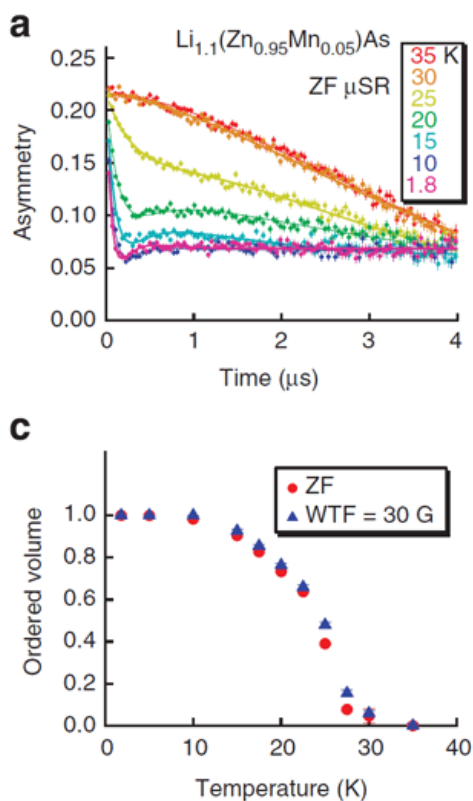 a
Li1.1(Zn0.95Mn0.05)As
ZF μSR
35 K
30
25
20
15
10
1.8
Asymmetry
0.25
0.20
0.15
0.10
0.05
0.00
0 1 2 3 4
Time (μs)
c
ZF
WTF = 30 G
Ordered volume
1.0
0.8
0.6
0.4
0.2
0.0
0 10 20 30 40
Temperature (K)